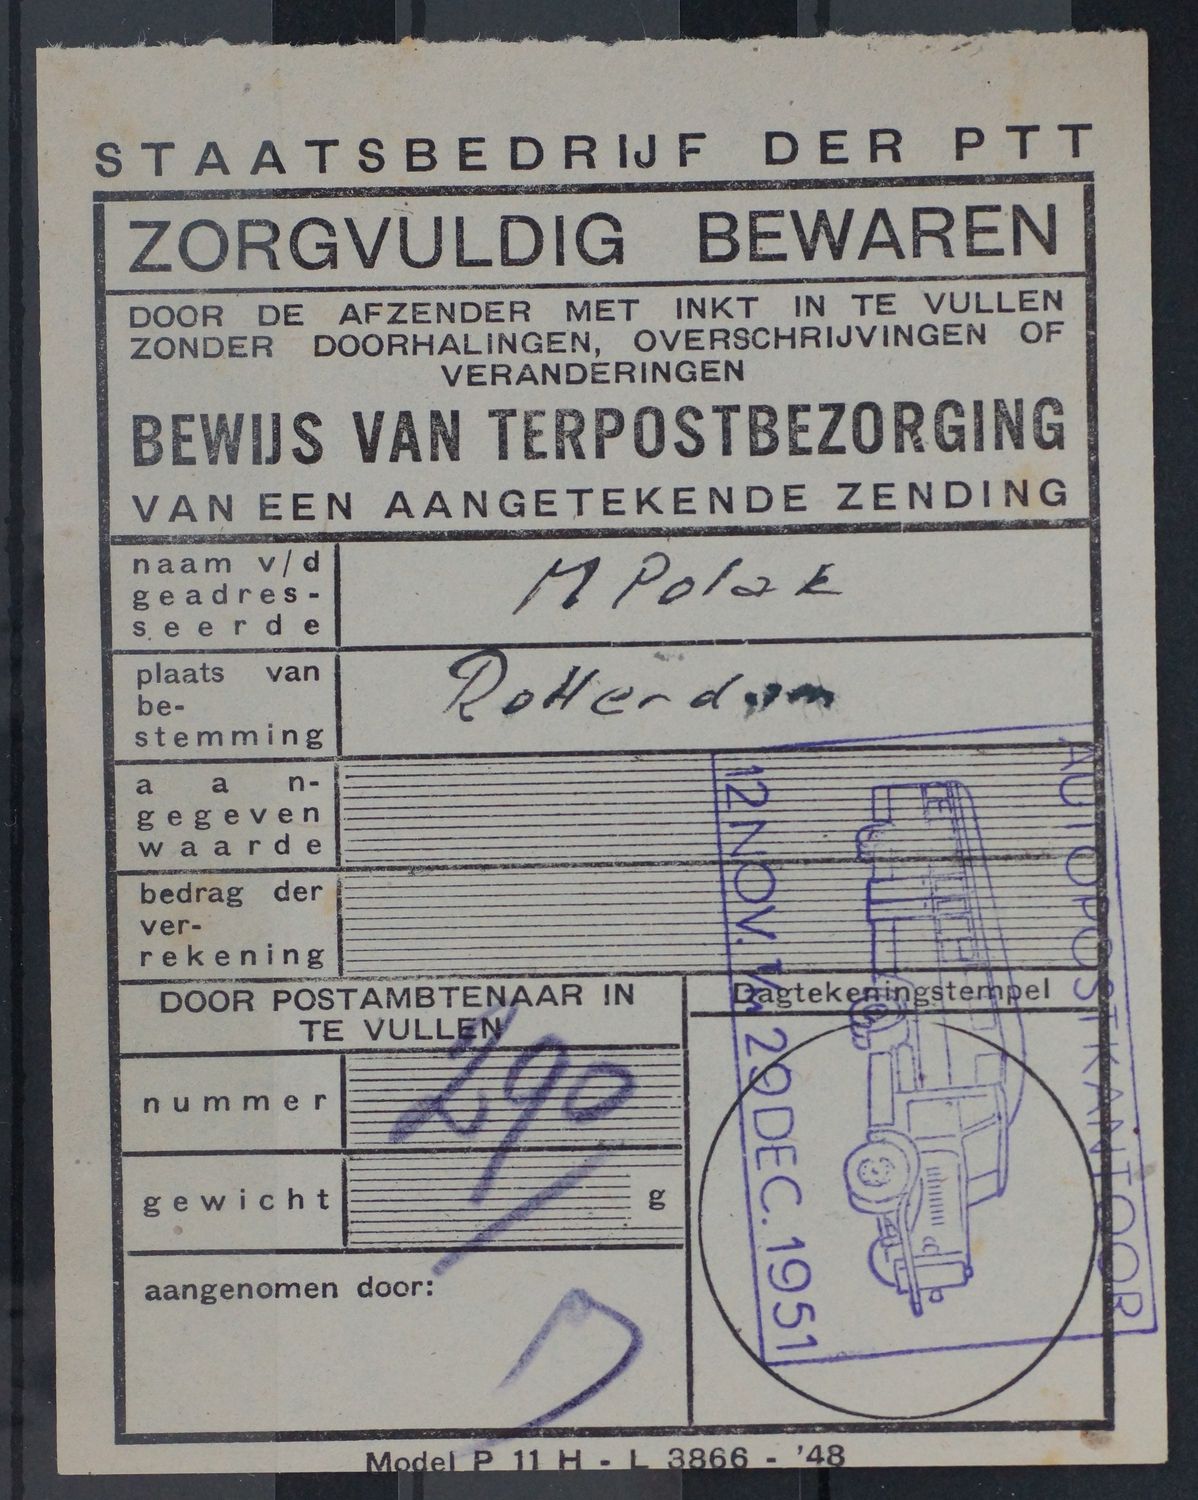 STAATSBEDRIJF DER PTT
ZORGVULDIG BEWAREN
DOOR DE AFZENDER MET INKT IN TE VULLEN
ZONDER DOORHALINGEN, OVERSCHRIJVINGEN OF
VERANDERINGEN
BEWIJS VAN TERPOSTBEZORGING
VAN EEN AANGETEKENDE ZENDING
naam v/d
geadres-
seerde
M Polak
plaats van
be-
stemming
Rotterdam
aan-
gegeven
waarde
bedrag der
ver-
rekening
DOOR POSTAMBTENAAR IN
TE VULLEN
Dagtekeningstempel
nummer
290
gewicht
g
aangenomen door:
AUTOPOSTKANTOOR
12 NOV. T/m 29 DEC. 1951
Model P 11 H - L 3866 - '48